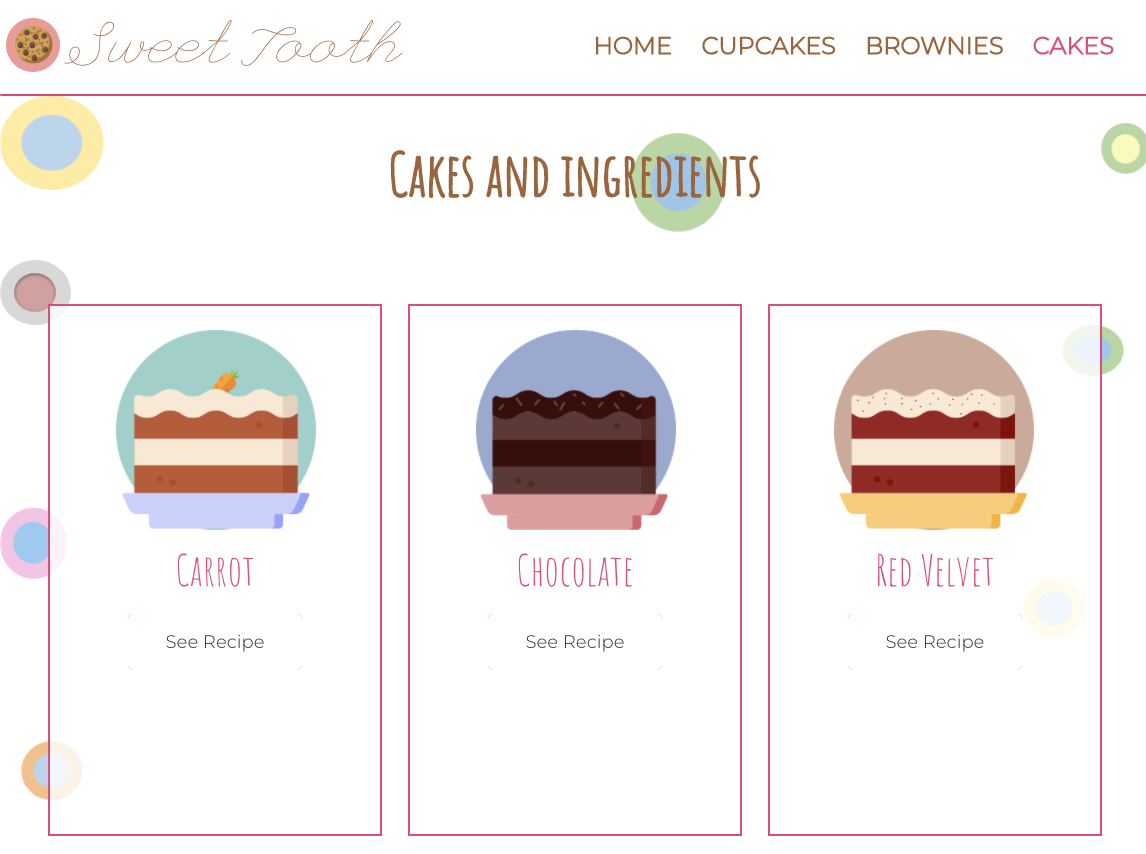 Sweet Tooth
HOME CUPCAKES BROWNIES CAKES
Cakes and ingredients
Carrot
Chocolate
Red Velvet
See Recipe
See Recipe
See Recipe